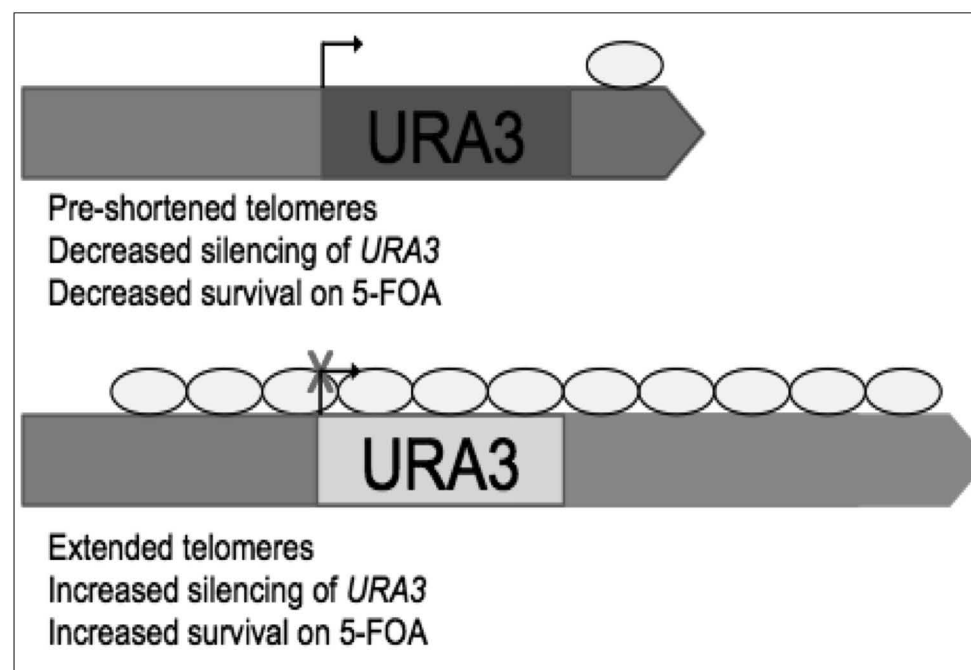 URA3
Pre-shortened telomeres
Decreased silencing of URA3
Decreased survival on 5-FOA
URA3
Extended telomeres
Increased silencing of URA3
Increased survival on 5-FOA